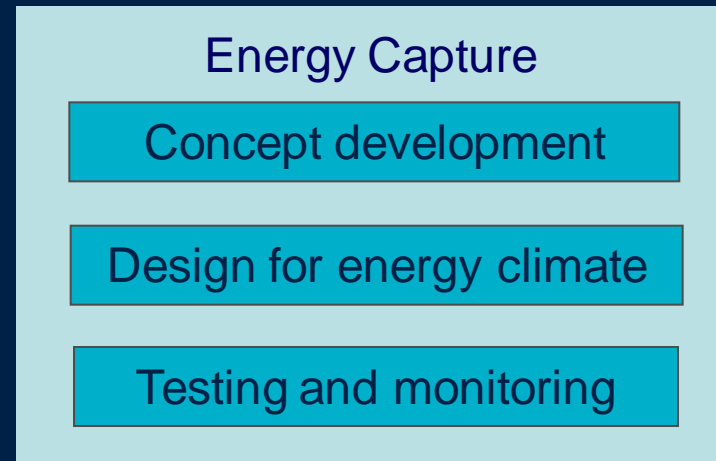 Energy Capture
Concept development
Design for energy climate
Testing and monitoring